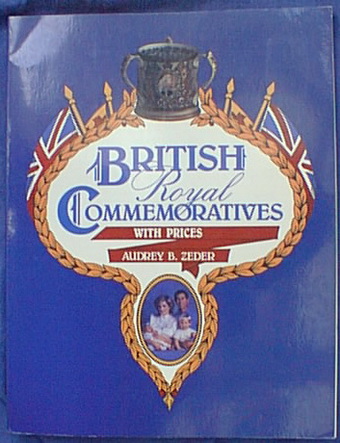 BRITISH
Royal
COMMEMORATIVES
WITH PRICES
AUDREY B. ZEDER